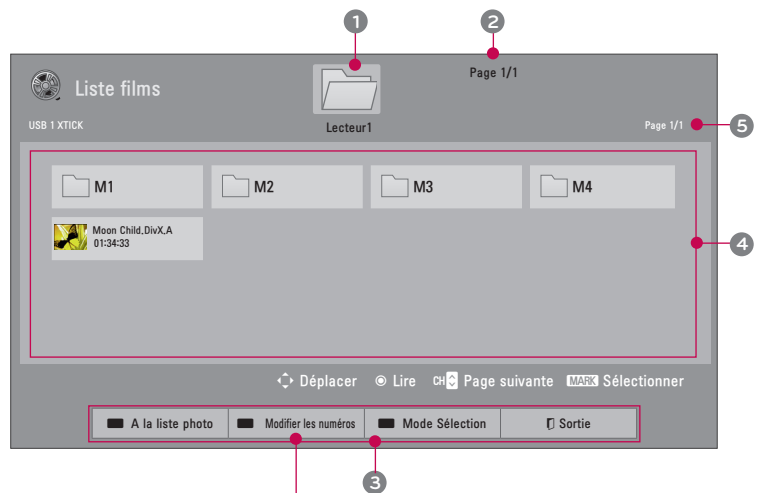 1
2
Page 1/1
Liste films
USB 1 XTICK
Lecteur1
Page 1/1
5
M1
M2
M3
M4
Moon Child,DivX,A
01:34:33
4
Déplacer
Lire
CH Page suivante
MARK Sélectionner
A la liste photo
Modifier les numéros
Mode Sélection
Sortie
3